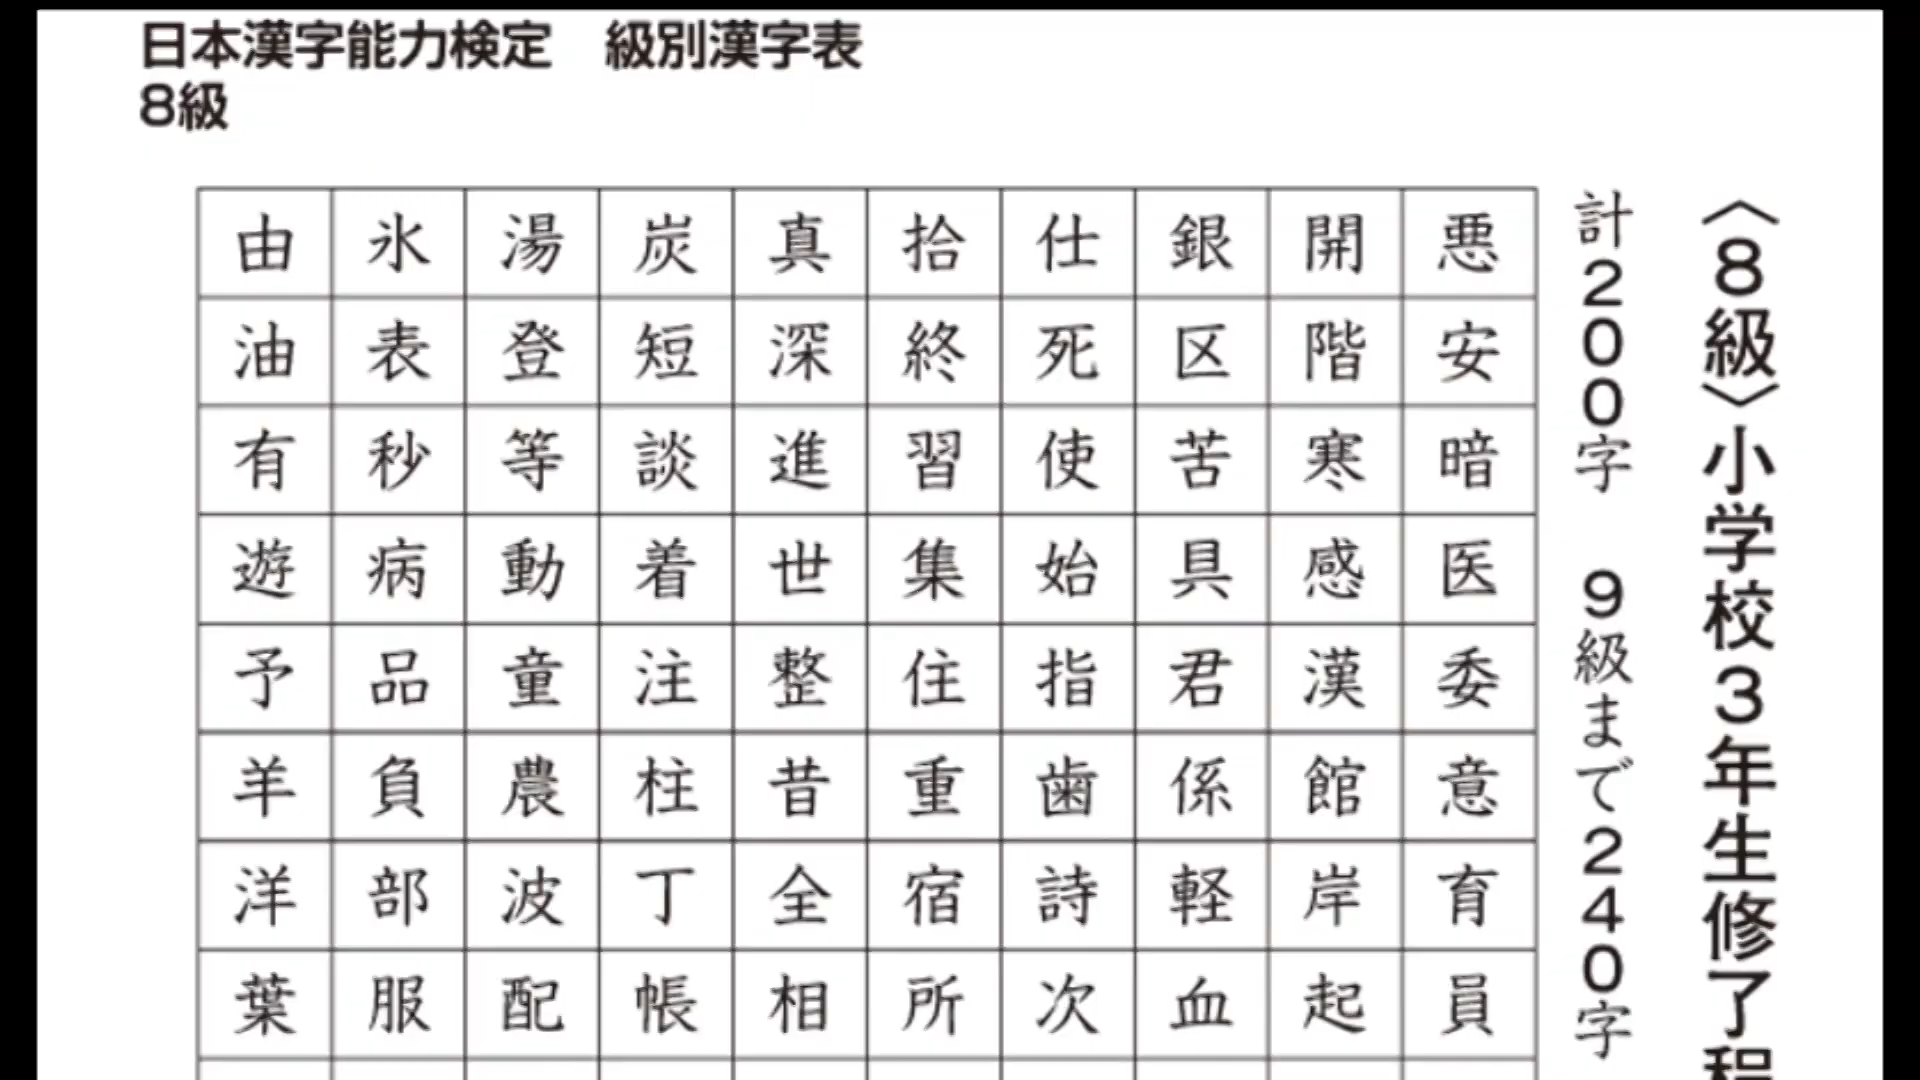 日本漢字能力検定　級別漢字表
8級
〈8級〉小学校3年生修了程
計200字　9級まで240字
悪安暗医委意育員
開階寒感漢館岸起
銀区苦具君係軽血
仕死使始指歯詩次
拾終習集住重宿所
真深進世整昔全相
炭短談着注柱丁帳
湯登等動童農波配
氷表秒病品負部服
由油有遊予羊洋葉